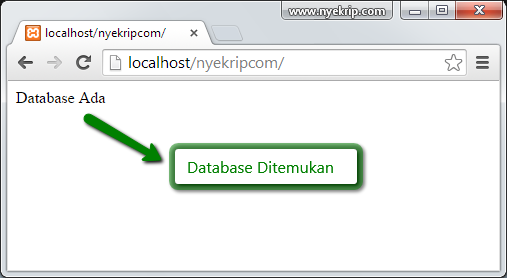 www.nyekrip.com
localhost/nyekripcom/
localhost/nyekripcom/
Database Ada
Database Ditemukan